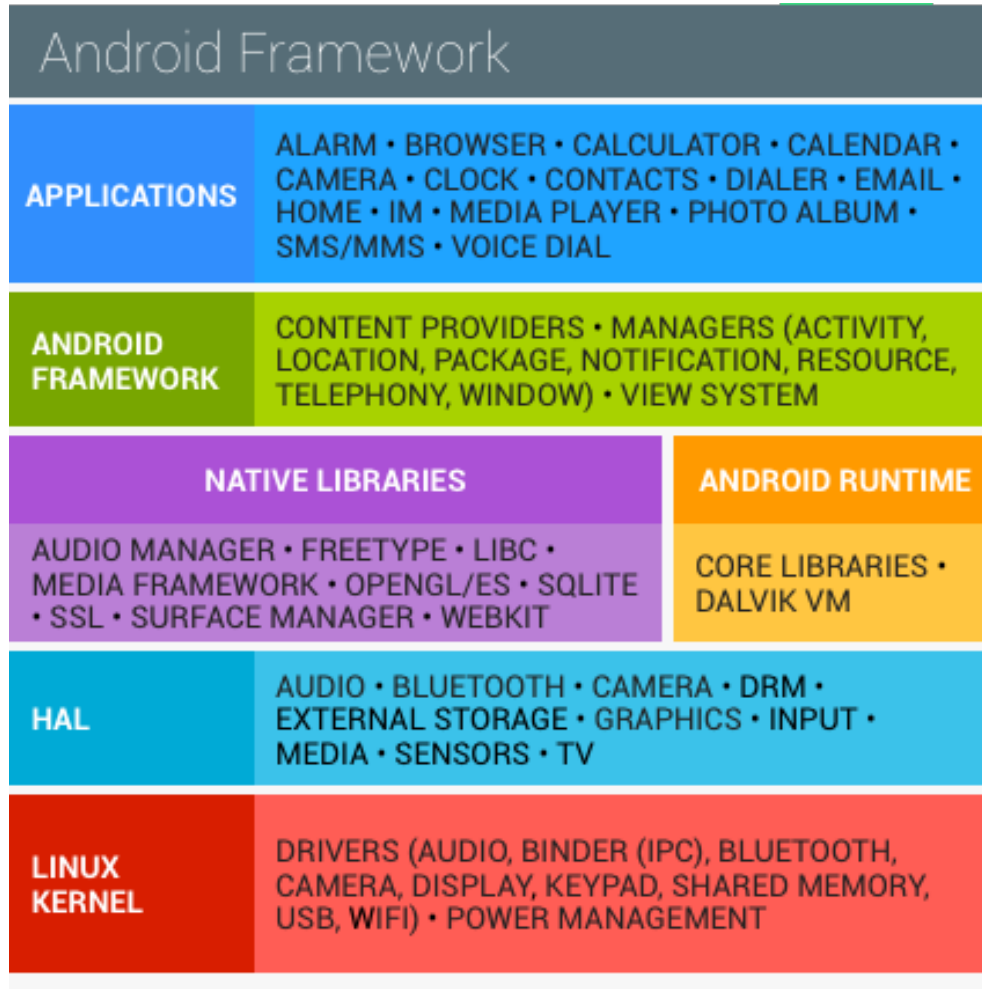 Android Framework
APPLICATIONS
ALARM • BROWSER • CALCULATOR • CALENDAR •
CAMERA • CLOCK • CONTACTS • DIALER • EMAIL •
HOME • IM • MEDIA PLAYER • PHOTO ALBUM •
SMS/MMS • VOICE DIAL
ANDROID
FRAMEWORK
CONTENT PROVIDERS • MANAGERS (ACTIVITY,
LOCATION, PACKAGE, NOTIFICATION, RESOURCE,
TELEPHONY, WINDOW) • VIEW SYSTEM
NATIVE LIBRARIES
AUDIO MANAGER • FREETYPE • LIBC •
MEDIA FRAMEWORK • OPENGL/ES • SQLITE
• SSL • SURFACE MANAGER • WEBKIT
ANDROID RUNTIME
CORE LIBRARIES •
DALVIK VM
HAL
AUDIO • BLUETOOTH • CAMERA • DRM •
EXTERNAL STORAGE • GRAPHICS • INPUT •
MEDIA • SENSORS • TV
LINUX
KERNEL
DRIVERS (AUDIO, BINDER (IPC), BLUETOOTH,
CAMERA, DISPLAY, KEYPAD, SHARED MEMORY,
USB, WIFI) • POWER MANAGEMENT